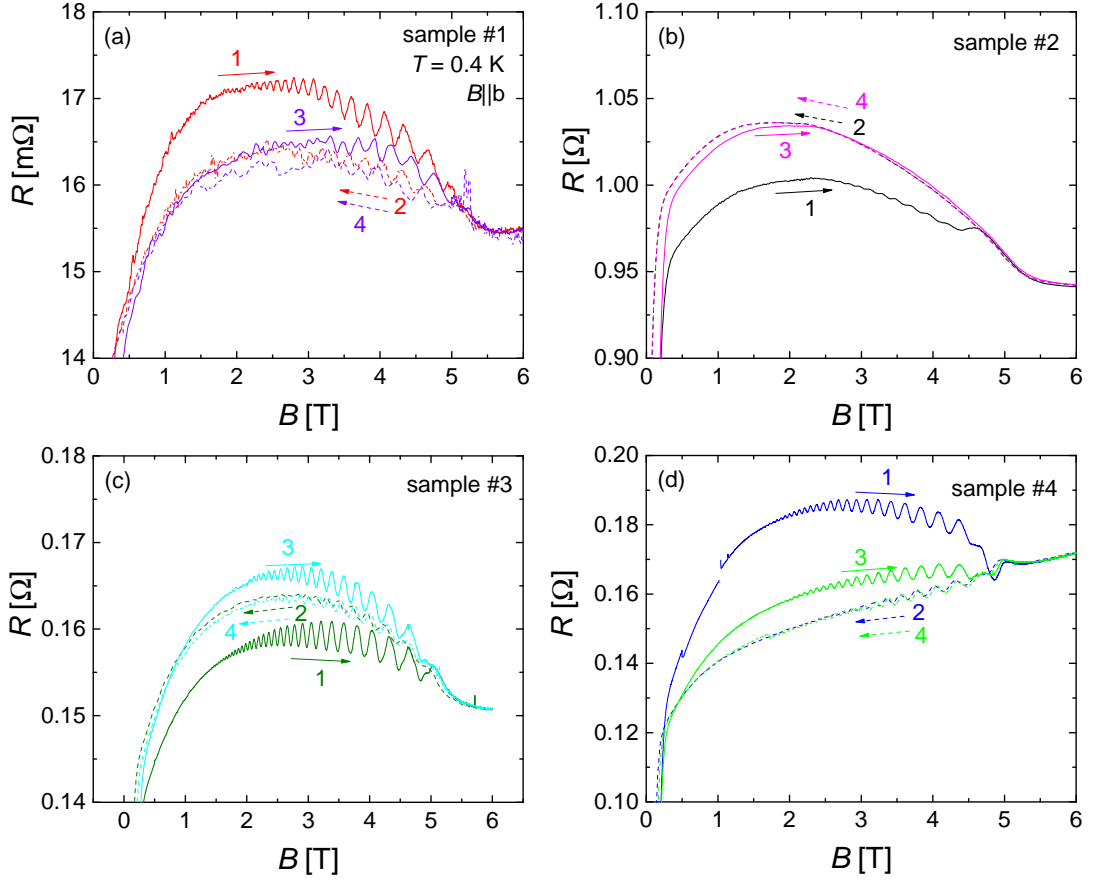 (a)
sample #1
T = 0.4 K
B||b
1
3
2
4
R [mΩ]
18
17
16
15
14
0 1 2 3 4 5 6
B [T]
(b)
sample #2
4
2
3
1
R [Ω]
1.10
1.05
1.00
0.95
0.90
0 1 2 3 4 5 6
B [T]
(c)
sample #3
3
2
4
1
R [Ω]
0.18
0.17
0.16
0.15
0.14
0 1 2 3 4 5 6
B [T]
(d)
sample #4
1
3
2
4
R [Ω]
0.20
0.18
0.16
0.14
0.12
0.10
0 1 2 3 4 5 6
B [T]